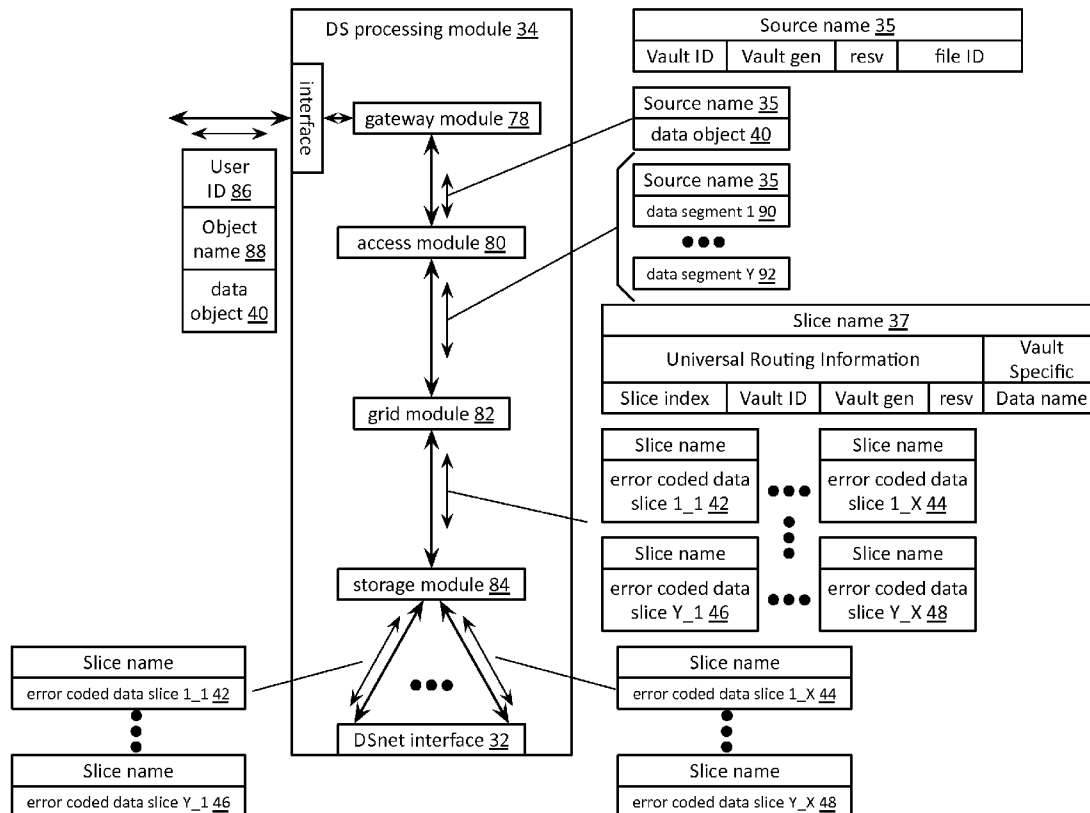 DS processing module 34
interface
gateway module 78
access module 80
grid module 82
storage module 84
DSnet interface 32
User
ID 86
Object
name 88
data
object 40
Source name 35
Vault ID
Vault gen
resv
file ID
Source name 35
data object 40
Source name 35
data segment 1 90
data segment Y 92
Slice name 37
Universal Routing Information
Vault
Specific
Slice index
Vault ID
Vault gen
resv
Data name
Slice name
error coded data
slice 1_1 42
Slice name
error coded data
slice 1_X 44
Slice name
error coded data
slice Y_1 46
Slice name
error coded data
slice Y_X 48
Slice name
error coded data slice 1_1 42
Slice name
error coded data slice Y_1 46
Slice name
error coded data slice 1_X 44
Slice name
error coded data slice Y_X 48